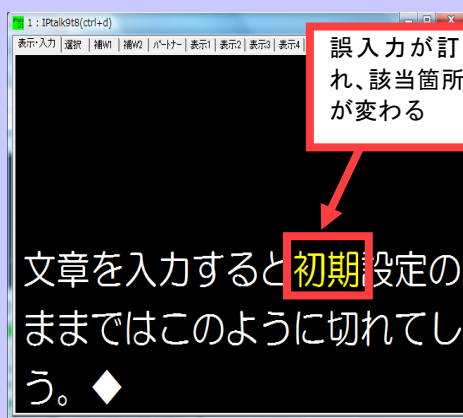 1 : IPtalk9t8(ctrl+d)
表示・入力 選択 補W1 補W2 パートナー 表示1 表示2 表示3 表示4
誤入力が訂
れ、該当箇所
が変わる
文章を入力すると初期設定の
ままではこのように切れてし
う。◆